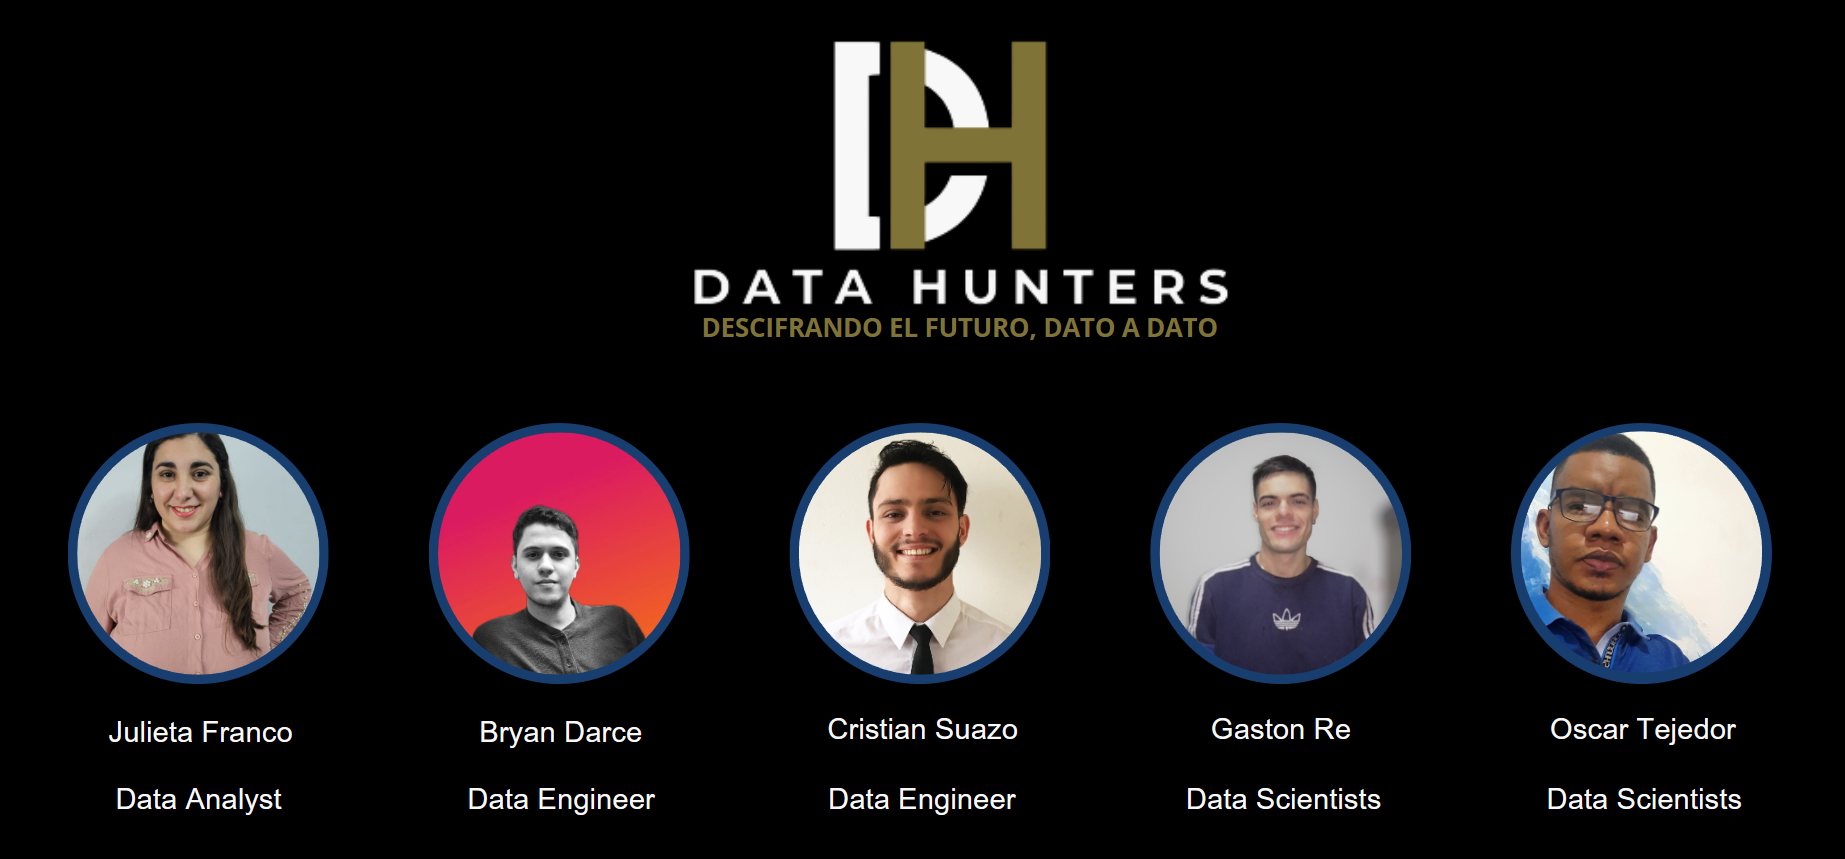 DH
DATA HUNTERS
DESCIFRANDO EL FUTURO, DATO A DATO
Julieta Franco
Data Analyst
Bryan Darce
Data Engineer
Cristian Suazo
Data Engineer
Gaston Re
Data Scientists
Oscar Tejedor
Data Scientists